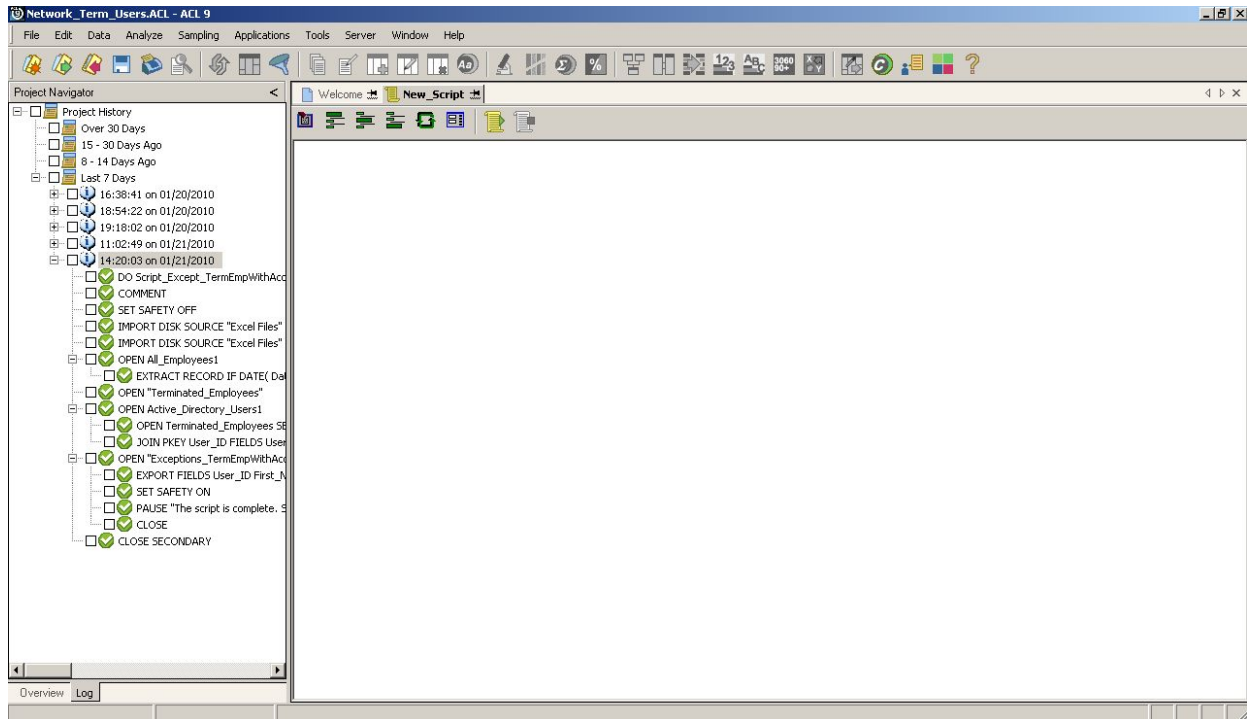 Network_Term_Users.ACL - ACL 9
File Edit Data Analyze Sampling Applications Tools Server Window Help
Project Navigator <
Welcome New_Script
Project History
Over 30 Days
15 - 30 Days Ago
8 - 14 Days Ago
Last 7 Days
16:38:41 on 01/20/2010
18:54:22 on 01/20/2010
19:18:02 on 01/20/2010
11:02:49 on 01/21/2010
14:20:03 on 01/21/2010
DO Script_Except_TermEmpWithAcc
COMMENT
SET SAFETY OFF
IMPORT DISK SOURCE "Excel Files"
IMPORT DISK SOURCE "Excel Files"
OPEN All_Employees1
EXTRACT RECORD IF DATE( Da
OPEN "Terminated_Employees"
OPEN Active_Directory_Users1
OPEN Terminated_Employees SE
JOIN PKEY User_ID FIELDS User
OPEN "Exceptions_TermEmpWithAcc
EXPORT FIELDS User_ID First_N
SET SAFETY ON
PAUSE "The script is complete. S
CLOSE
CLOSE SECONDARY
Overview Log